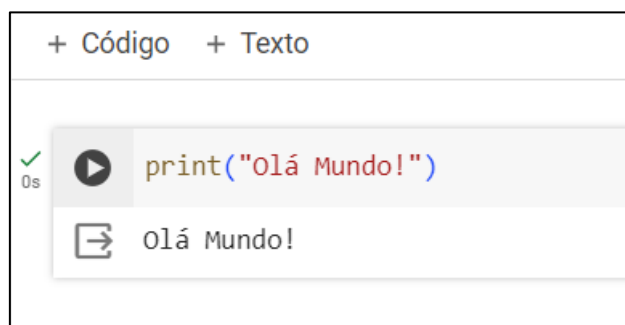 + Código + Texto
0s
print("Olá Mundo!")
Olá Mundo!